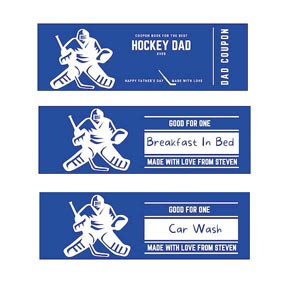 COUPON BOOK FOR THE BEST
HOCKEY DAD
EVER
HAPPY FATHER'S DAY
MADE WITH LOVE
DAD COUPON
GOOD FOR ONE
Breakfast In Bed
MADE WITH LOVE FROM STEVEN
GOOD FOR ONE
Car Wash
MADE WITH LOVE FROM STEVEN